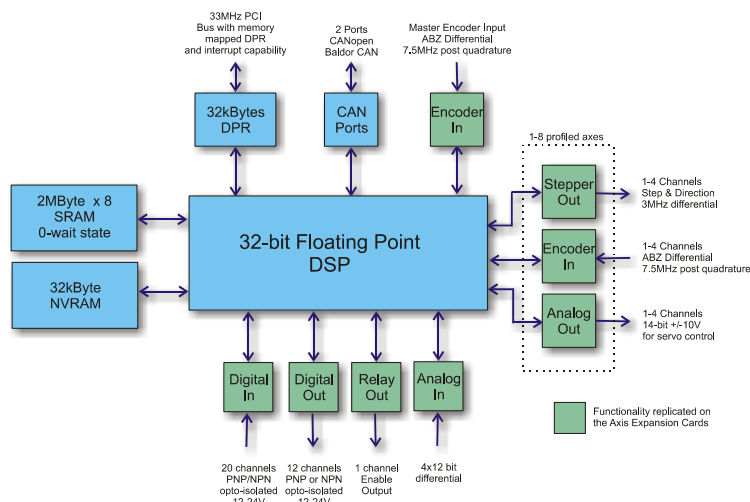 33MHz PCI
Bus with memory
mapped DPR
and interrupt capability
2 Ports
CANopen
Baldor CAN
Master Encoder Input
ABZ Differential
7.5MHz post quadrature
32kBytes
DPR
CAN
Ports
Encoder
In
1-8 profiled axes
Stepper
Out
1-4 Channels
Step & Direction
3MHz differential
2MByte x 8
SRAM
0-wait state
32-bit Floating Point
DSP
Encoder
In
1-4 Channels
ABZ Differential
7.5MHz post quadrature
32kByte
NVRAM
Analog
Out
1-4 Channels
14-bit +/-10V
for servo control
Digital
In
Digital
Out
Relay
Out
Analog
In
Functionality replicated on
the Axis Expansion Cards
20 channels
PNP/NPN
opto-isolated
12-24V
12 channels
PNP or NPN
opto-isolated
12-24V
1 channel
Enable
Output
4x12 bit
differential